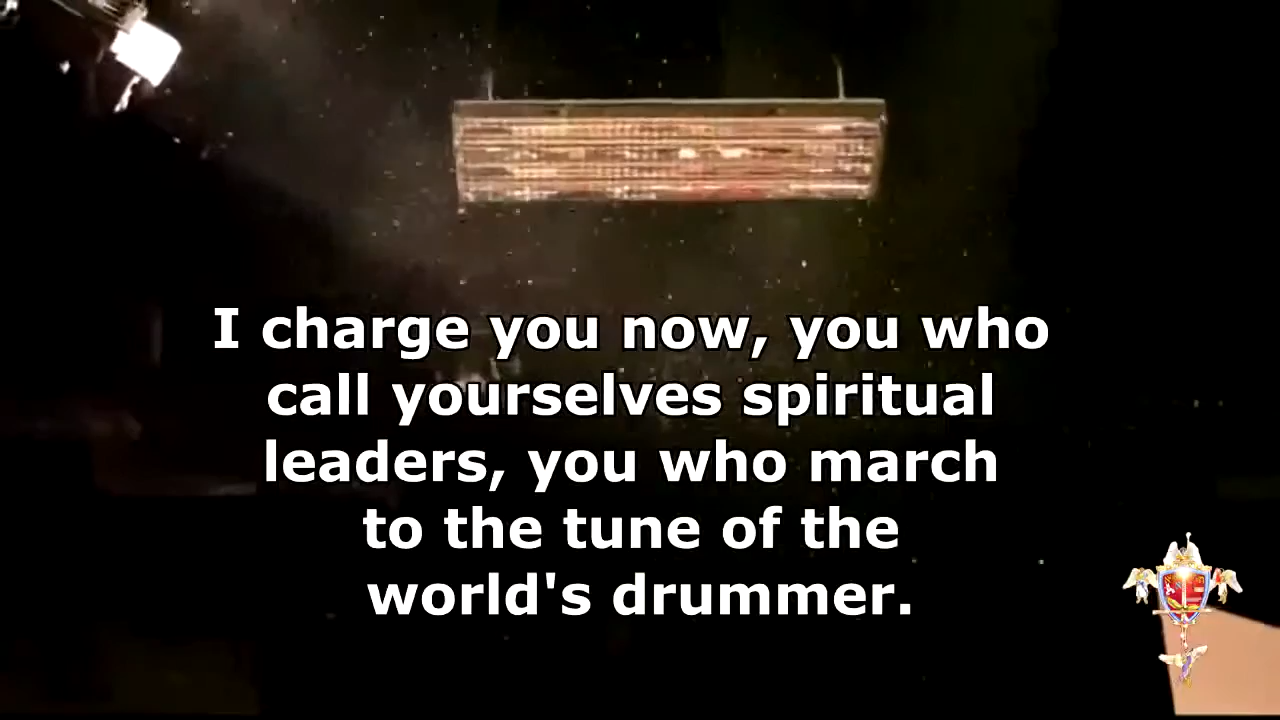 I charge you now, you who
call yourselves spiritual
leaders, you who march
to the tune of the
world's drummer.